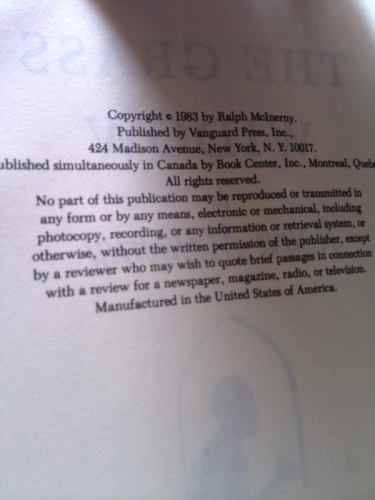 Copyright © 1983 by Ralph McInerny.
Published by Vanguard Press, Inc.,
424 Madison Avenue, New York, N. Y. 10017.
ublished simultaneously in Canada by Book Center, Inc., Montreal, Queb
All rights reserved.
No part of this publication may be reproduced or transmitted in
any form or by any means, electronic or mechanical, including
photocopy, recording, or any information or retrieval system, or
otherwise, without the written permission of the publisher, except
by a reviewer who may wish to quote brief passages in connection
with a review for a newspaper, magazine, radio, or television.
Manufactured in the United States of America.